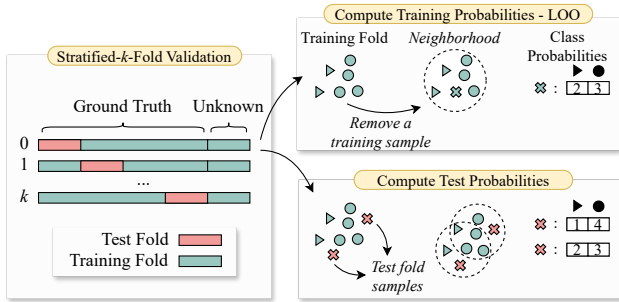 Stratified-k-Fold Validation
Ground Truth Unknown
0
1
...
k
Test Fold
Training Fold
Compute Training Probabilities - LOO
Training Fold Neighborhood Class
Probabilities
Remove a
training sample
: 2 3
Compute Test Probabilities
Test fold
samples
: 1 4
: 2 3